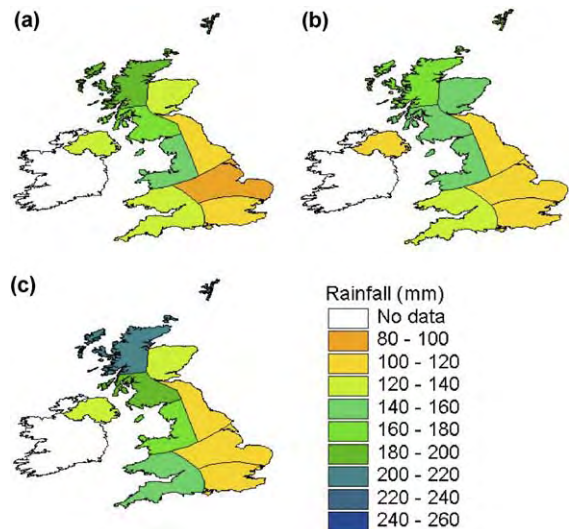 (a)
(b)
(c)
Rainfall (mm)
No data
80 - 100
100 - 120
120 - 140
140 - 160
160 - 180
180 - 200
200 - 220
220 - 240
240 - 260